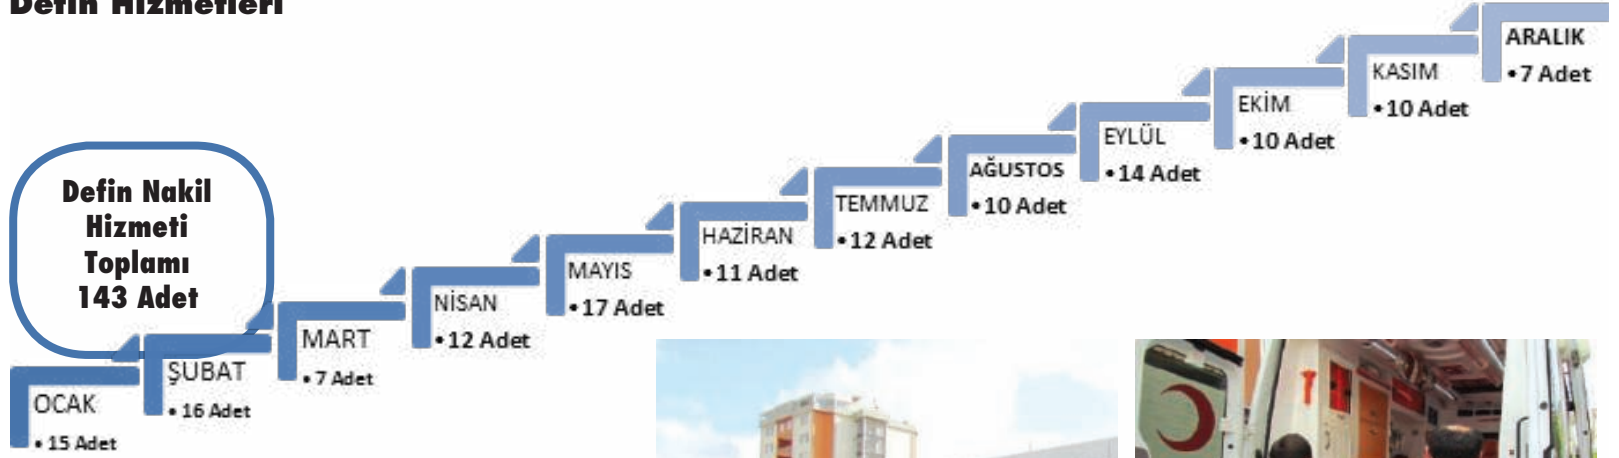 Defin Hizmetleri
Defin Nakil
Hizmeti
Toplamı
143 Adet
OCAK
• 15 Adet
ŞUBAT
• 16 Adet
MART
• 7 Adet
NİSAN
• 12 Adet
MAYIS
• 17 Adet
HAZİRAN
• 11 Adet
TEMMUZ
• 12 Adet
AĞUSTOS
• 10 Adet
EYLÜL
• 14 Adet
EKİM
• 10 Adet
KASIM
• 10 Adet
ARALIK
• 7 Adet